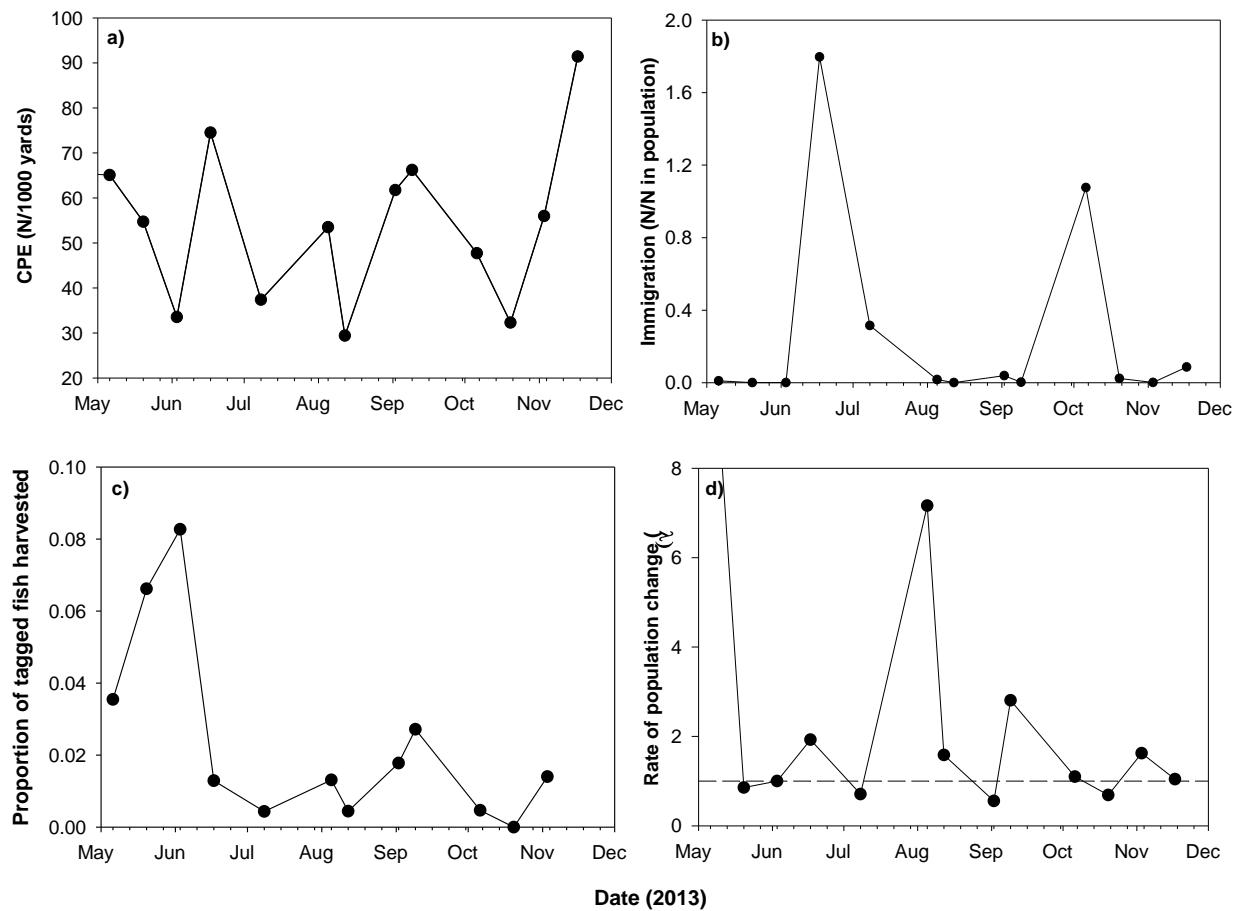 a)
CPE (N/1000 yards)
100
90
80
70
60
50
40
30
20
May Jun Jul Aug Sep Oct Nov Dec
b)
Immigration (N/N in population)
2.0
1.6
1.2
0.8
0.4
0.0
May Jun Jul Aug Sep Oct Nov Dec
c)
Proportion of tagged fish harvested
0.10
0.08
0.06
0.04
0.02
0.00
May Jun Jul Aug Sep Oct Nov Dec
d)
Rate of population change (
8
6
4
2
0
May Jun Jul Aug Sep Oct Nov Dec
Date (2013)